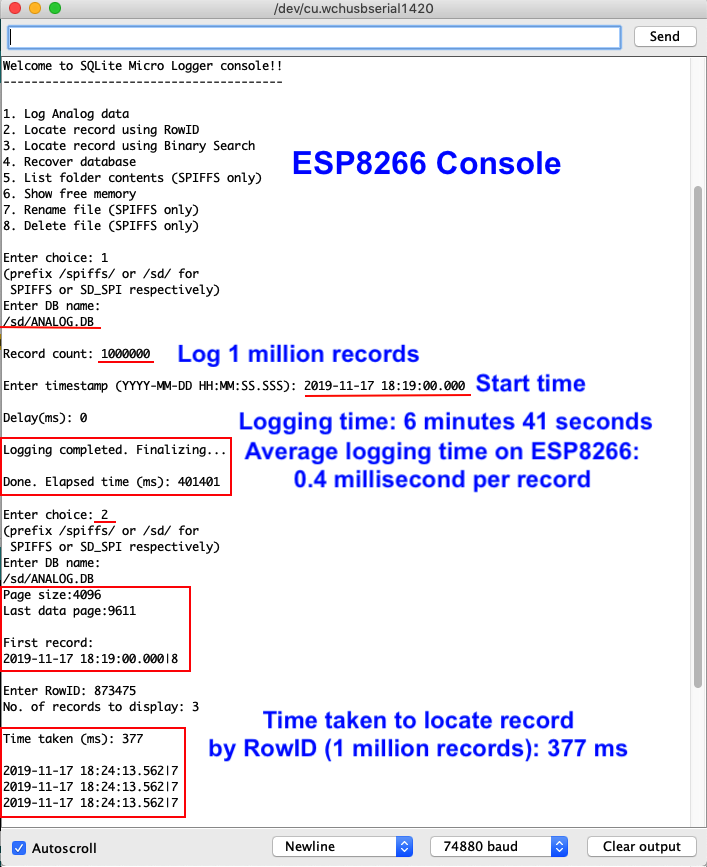 /dev/cu.wchusbserial1420
Send
Welcome to SQLite Micro Logger console!!
----------------------------------------
1. Log Analog data
2. Locate record using RowID
3. Locate record using Binary Search
4. Recover database
5. List folder contents (SPIFFS only)
6. Show free memory
7. Rename file (SPIFFS only)
8. Delete file (SPIFFS only)
ESP8266 Console
Enter choice: 1
(prefix /spiffs/ or /sd/ for
SPIFFS or SD_SPI respectively)
Enter DB name:
/sd/ANALOG.DB
Record count: 1000000 Log 1 million records
Enter timestamp (YYYY-MM-DD HH:MM:SS.SSS): 2019-11-17 18:19:00.000 Start time
Delay(ms): 0
Logging time: 6 minutes 41 seconds
Average logging time on ESP8266:
0.4 millisecond per record
Logging completed. Finalizing...
Done. Elapsed time (ms): 401401
Enter choice: 2
(prefix /spiffs/ or /sd/ for
SPIFFS or SD_SPI respectively)
Enter DB name:
/sd/ANALOG.DB
Page size:4096
Last data page:9611
First record:
2019-11-17 18:19:00.000|8
Enter RowID: 873475
No. of records to display: 3
Time taken to locate record
by RowID (1 million records): 377 ms
Time taken (ms): 377
2019-11-17 18:24:13.562|7
2019-11-17 18:24:13.562|7
2019-11-17 18:24:13.562|7
Autoscroll
Newline
74880 baud
Clear output